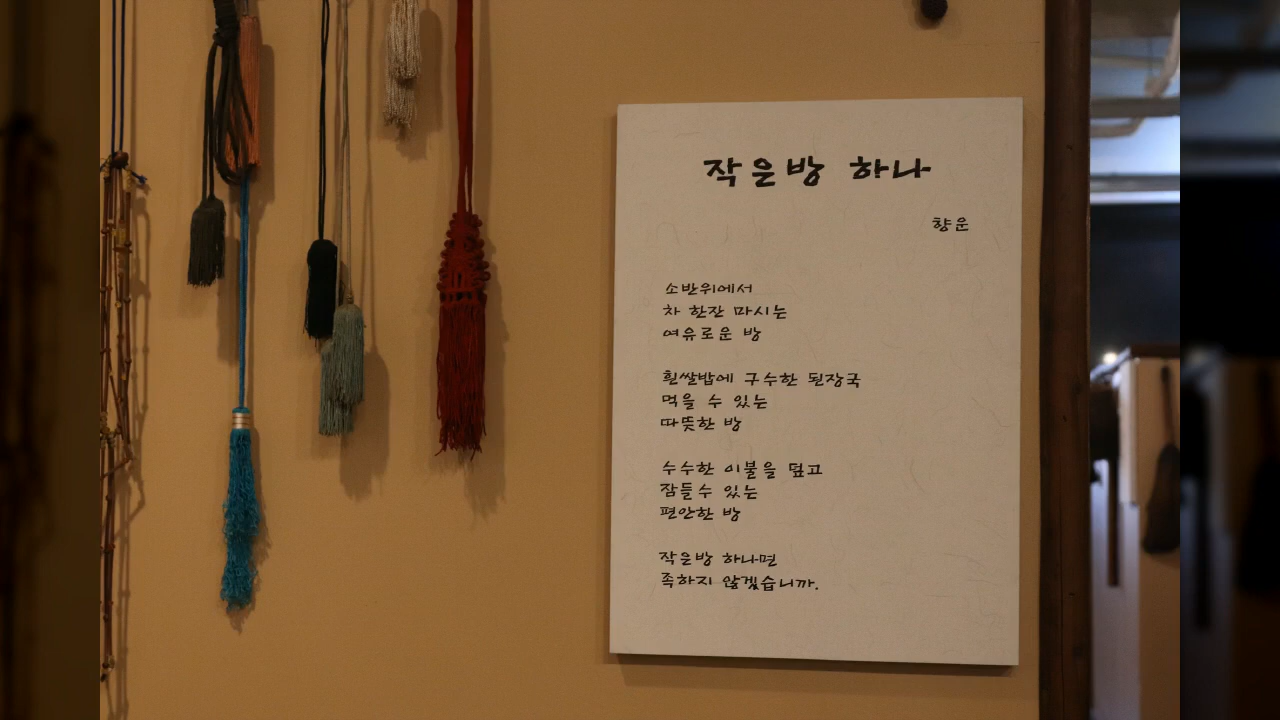 작은방 하나
향운
소반위에서
차 한잔 마시는
여유로운 방
흰쌀밥에 구수한 된장국
먹을 수 있는
따뜻한 방
수수한 이불을 덮고
잠들수 있는
편안한 방
작은방 하나면
족하지 않겠습니까.